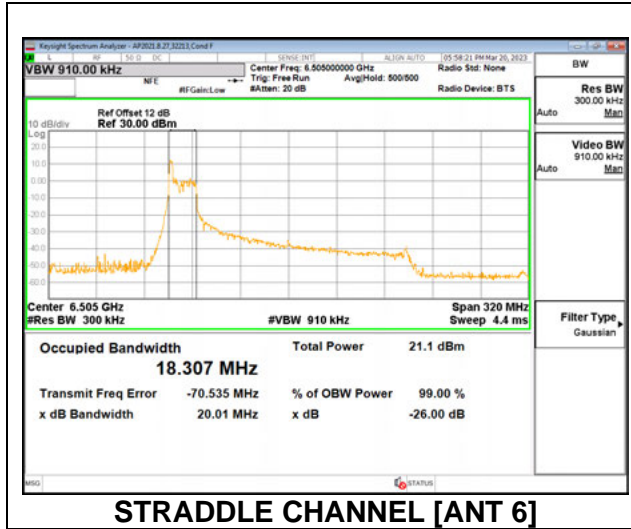 Keysight Spectrum Analyzer - AP2021.8.27,32213,Cond F
L RF 50 Ω DC SENSE:INT ALIGN AUTO 05:58:21 PM Mar 20, 2023
VBW 910.00 kHz
NFE
#IFGain:Low
Center Freq: 6.505000000 GHz
Trig: Free Run Avg|Hold: 500/500
#Atten: 20 dB
Radio Std: None
Radio Device: BTS
BW
Res BW
300.00 kHz
Auto Man
Video BW
910.00 kHz
Auto Man
Filter Type
Gaussian
Ref Offset 12 dB
10 dB/div Ref 30.00 dBm
Log
20.0
10.0
0.00
-10.0
-20.0
-30.0
-40.0
-50.0
-60.0
Center 6.505 GHz Span 320 MHz
#Res BW 300 kHz #VBW 910 kHz Sweep 4.4 ms
Occupied Bandwidth Total Power 21.1 dBm
18.307 MHz
Transmit Freq Error -70.535 MHz % of OBW Power 99.00 %
x dB Bandwidth 20.01 MHz x dB -26.00 dB
MSG STATUS
STRADDLE CHANNEL [ANT 6]